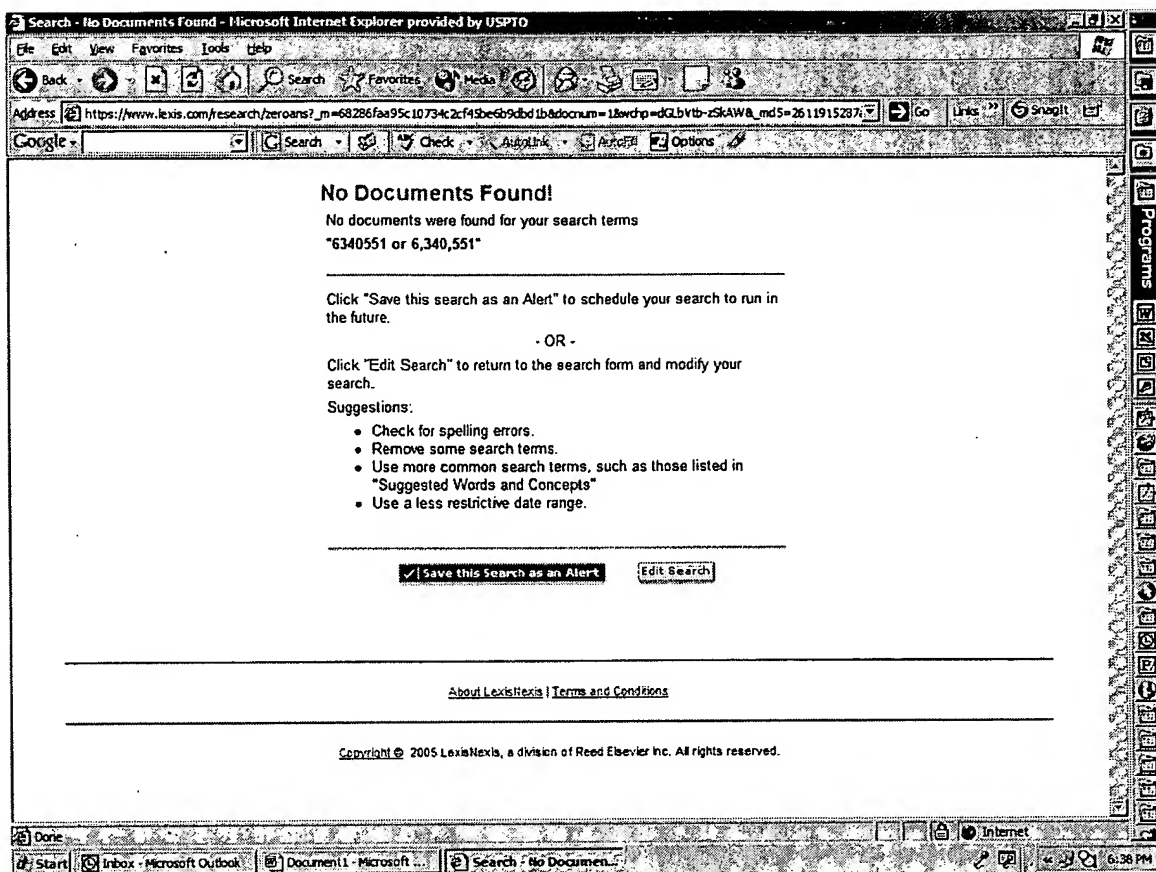 Search - No Documents Found - Microsoft Internet Explorer provided by USPTO
File Edit View Favorites Tools Help
Back Search Favorites Media
Address https://www.lexis.com/research/zeroans?_m=68286faa95c10734c2cf45be6b9dbd1b&docnum=1&wchp=dGLbVtb-zSkAW&_md5=2611915287 Go Links » SnagIt
Google Search Check AutoLink AutoFill Options
No Documents Found!
No documents were found for your search terms
"6340551 or 6,340,551"
Click "Save this search as an Alert" to schedule your search to run in
the future.
- OR -
Click "Edit Search" to return to the search form and modify your
search.
Suggestions:
• Check for spelling errors.
• Remove some search terms.
• Use more common search terms, such as those listed in
"Suggested Words and Concepts"
• Use a less restrictive date range.
Save this Search as an Alert Edit Search
About LexisNexis | Terms and Conditions
Copyright © 2005 LexisNexis, a division of Reed Elsevier Inc. All rights reserved.
Programs
Done Internet
Start Inbox - Microsoft Outlook Document1 - Microsoft ... Search - No Documen... 6:38 PM